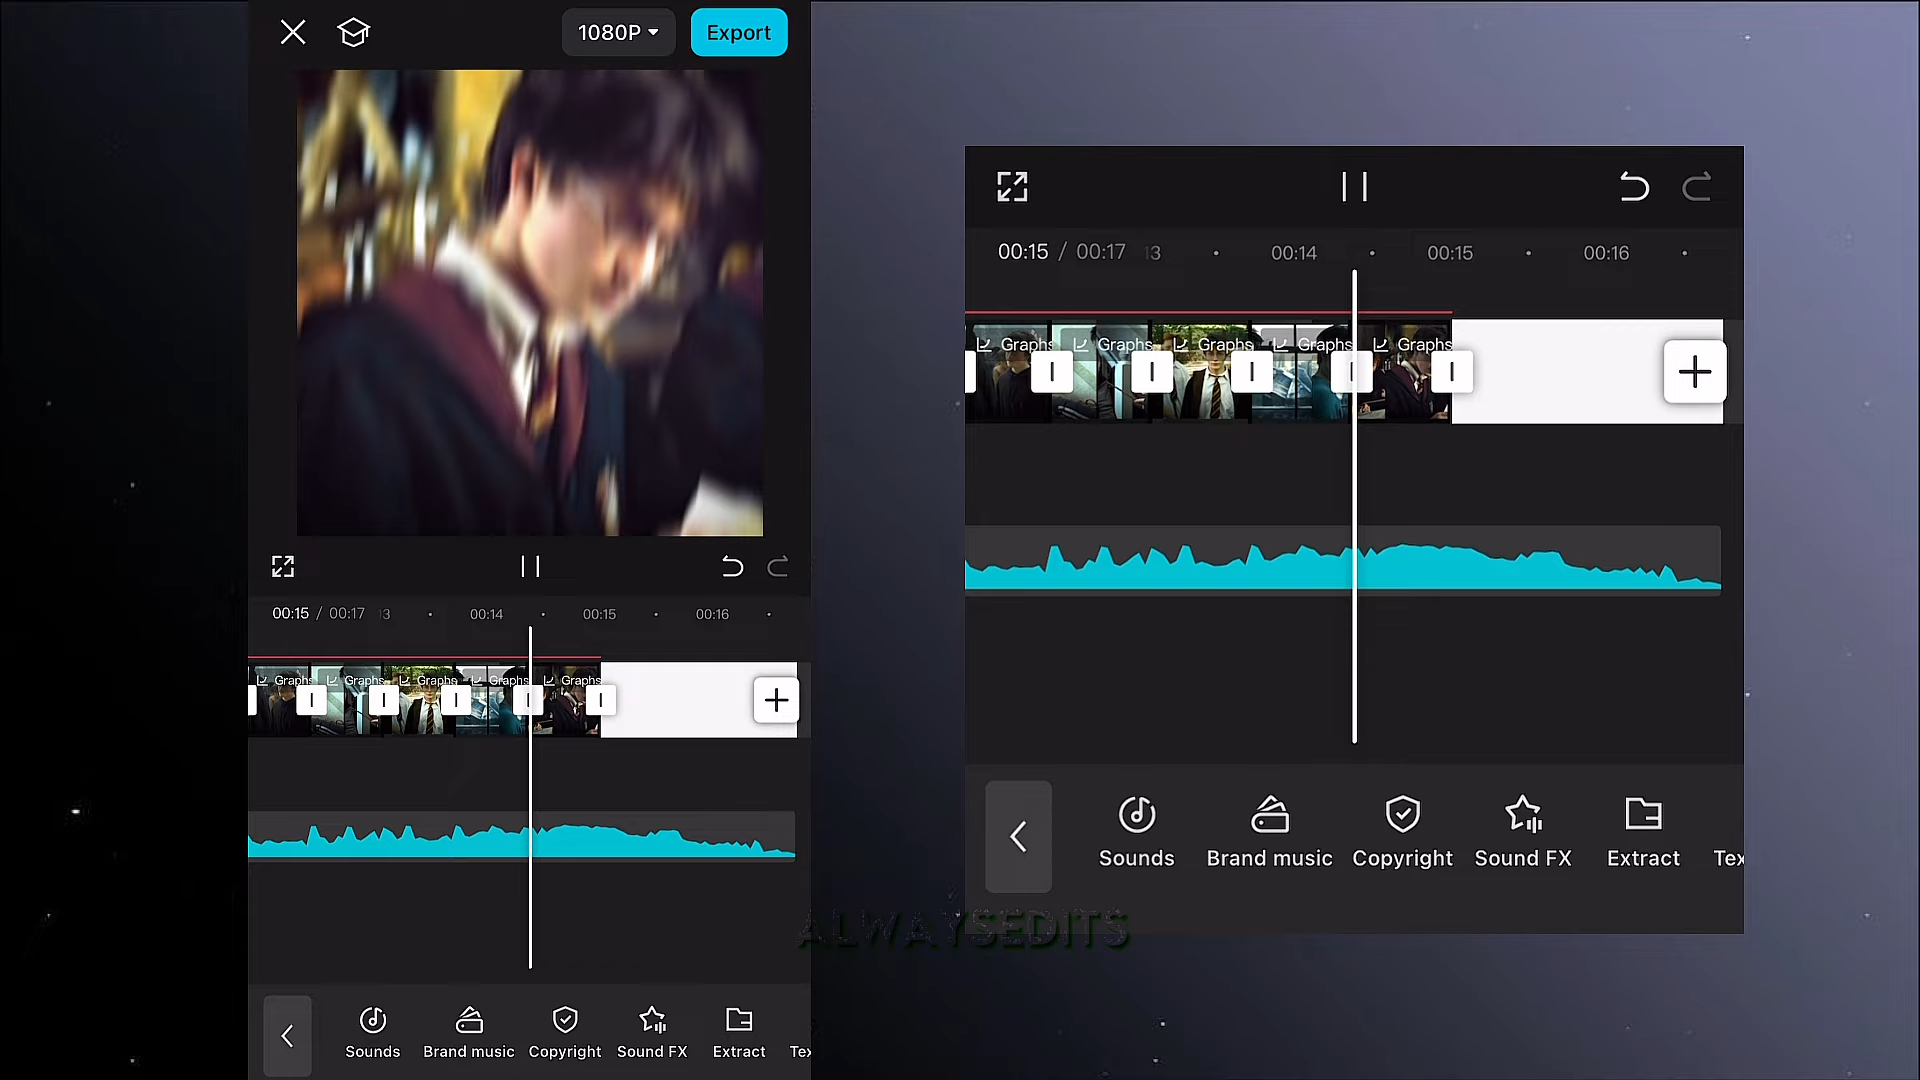 1080P
Export
00:15 / 00:17 13 00:14 00:15 00:16
Graphs Graphs Graphs Graphs Graphs
Sounds Brand music Copyright Sound FX Extract Tex
00:15 / 00:17 13 00:14 00:15 00:16
Graphs Graphs Graphs Graphs Graphs
Sounds Brand music Copyright Sound FX Extract Tex
ALWAYSEDITS